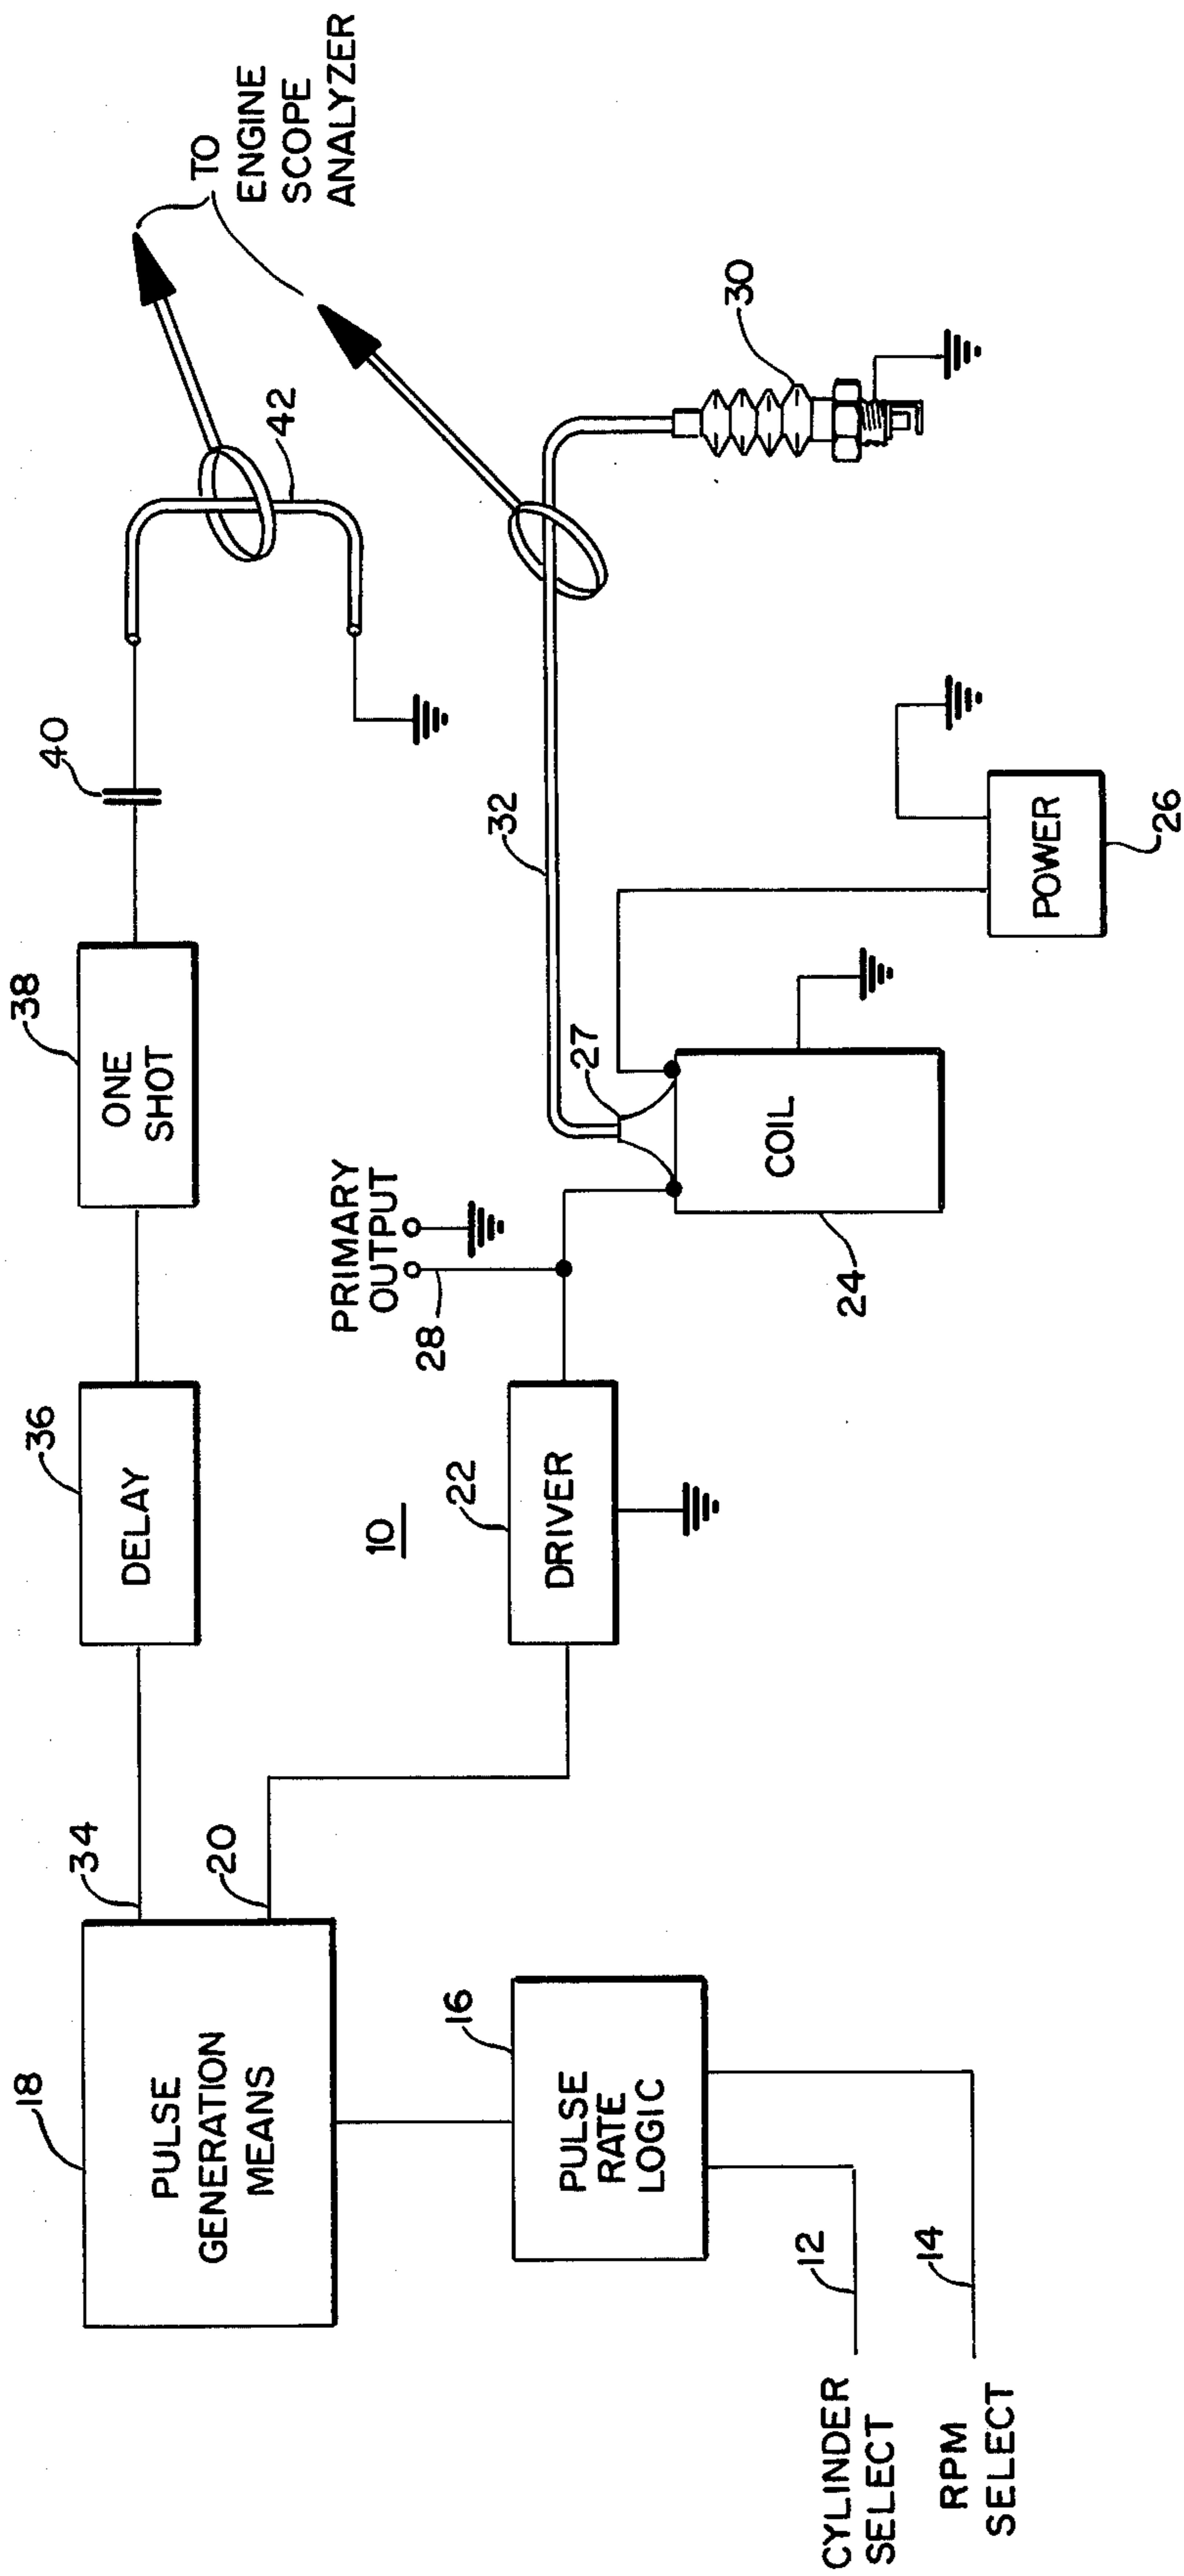 18
PULSE
GENERATION
MEANS
34
20
36
DELAY
38
ONE
SHOT
40
42
TO
ENGINE
SCOPE
ANALYZER
10
22
DRIVER
PRIMARY
OUTPUT
28
27
32
30
COIL
24
POWER
26
16
PULSE
RATE
LOGIC
12
14
CYLINDER
SELECT
RPM
SELECT